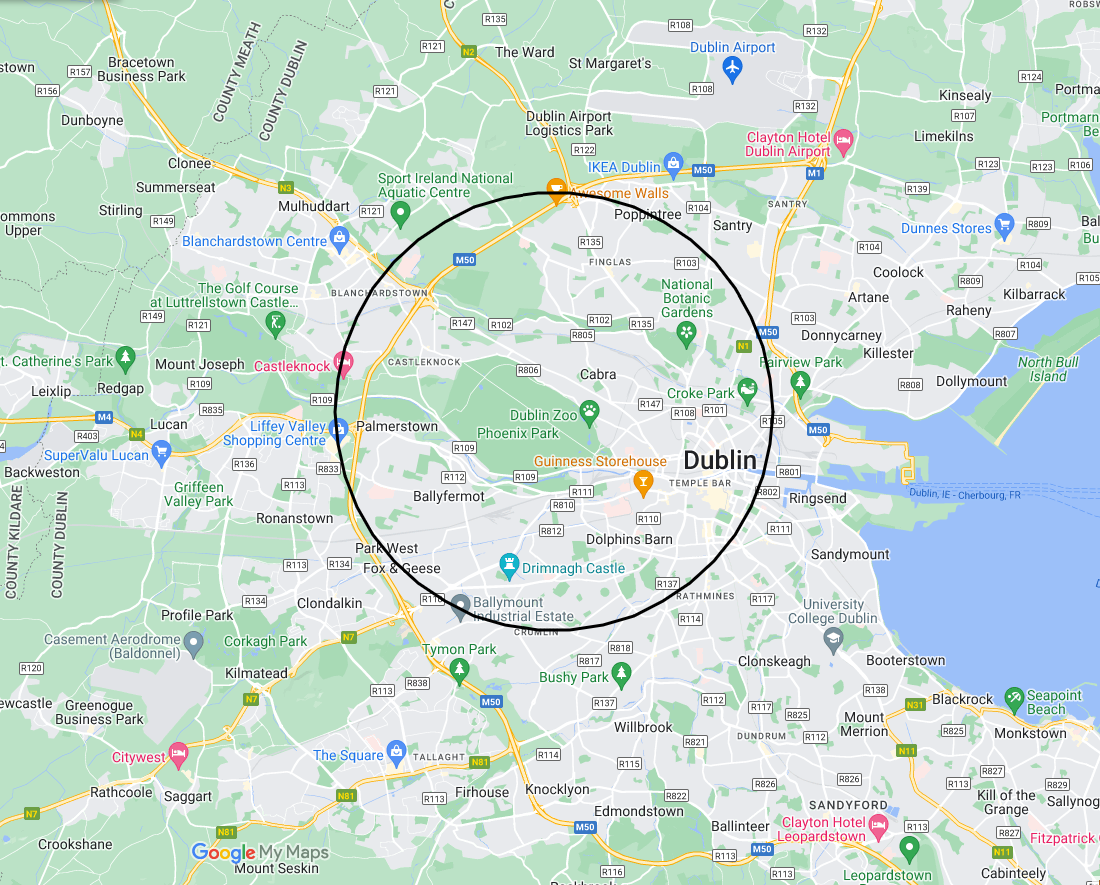 R135
R108
R132
ROBSW
R121
N2
The Ward
St Margaret's
Dublin Airport
Bracetown
Business Park
stown
R157
R156
COUNTY MEATH
COUNTY DUBLIN
R121
R108
R124
Kinsealy
Portma
R132
R107
Portmarn
Be
Dunboyne
Dublin Airport
Logistics Park
Limekilns
R122
Clayton Hotel
Dublin Airport
Clonee
IKEA Dublin
M50
M1
R123
R123
R106
Summerseat
N3
Sport Ireland National
Aquatic Centre
Awesome Walls
R139
Mulhuddart
R121
Stirling
R149
ommons
Upper
Poppintree
R104
SANTRY
Santry
Dunnes Stores
R809
Bal
Bu
Blanchardstown Centre
R135
R104
M50
FINGLAS
R103
R104
R105
Coolock
R809
The Golf Course
at Luttrellstown Castle...
BLANCHARDSTOWN
National
Botanic
Gardens
Artane
Kilbarrack
Raheny
R149
R121
R147
R102
R102
R135
R805
R103
M50
Donnycarney
R807
N1
Killester
t. Catherine's Park
Mount Joseph
Castleknock
CASTLEKNOCK
R806
Cabra
Fairview Park
North Bull
Island
Leixlip
Redgap
R109
R109
R808
Dollymount
Croke Park
R147
R108
R101
R105
M4
R835
Lucan
N4
R403
Liffey Valley
Shopping Centre
Palmerstown
Dublin Zoo
Phoenix Park
M50
SuperValu Lucan
R109
Guinness Storehouse
Dublin
R136
R833
R801
Backweston
R113
R112
R109
TEMPLE BAR
Griffeen
Valley Park
Ballyfermot
R111
R802
Ringsend
Dublin, IE - Cherbourg, FR
R810
R110
Ronanstown
R812
R111
Dolphins Barn
COUNTY KILDARE
COUNTY DUBLIN
Park West
Sandymount
R113
R134
Fox & Geese
Drimnagh Castle
R137
R134
Clondalkin
R110
Ballymount
Industrial Estate
RATHMINES
R117
University
College Dublin
Profile Park
R114
Casement Aerodrome
(Baldonnel)
Corkagh Park
N7
CRUMLIN
Tymon Park
R818
R817
R120
Kilmatead
R838
Bushy Park
Clonskeagh
Booterstown
R113
R138
ewcastle
Greenogue
Business Park
N7
M50
R137
R112
R117
Blackrock
N31
Seapoint
Beach
R825
Mount
Merrion
Willbrook
R825
Monkstown
R821
DUNDRUM
R112
Citywest
The Square
TALLAGHT
N81
R114
R115
N11
R827
R826
R826
R113
R829
Rathcoole
Saggart
N81
R113
Firhouse
Knocklyon
R822
Kill of the
Grange
Sallynog
N7
Edmondstown
SANDYFORD
N81
M50
Ballinteer
Clayton Hotel
Leopardstown
R113
R827
Fitzpatrick
Crookshane
Google My Maps
Mount Seskin
M50
R113
N11
R116
R113
Leopardstown
Cabinteely